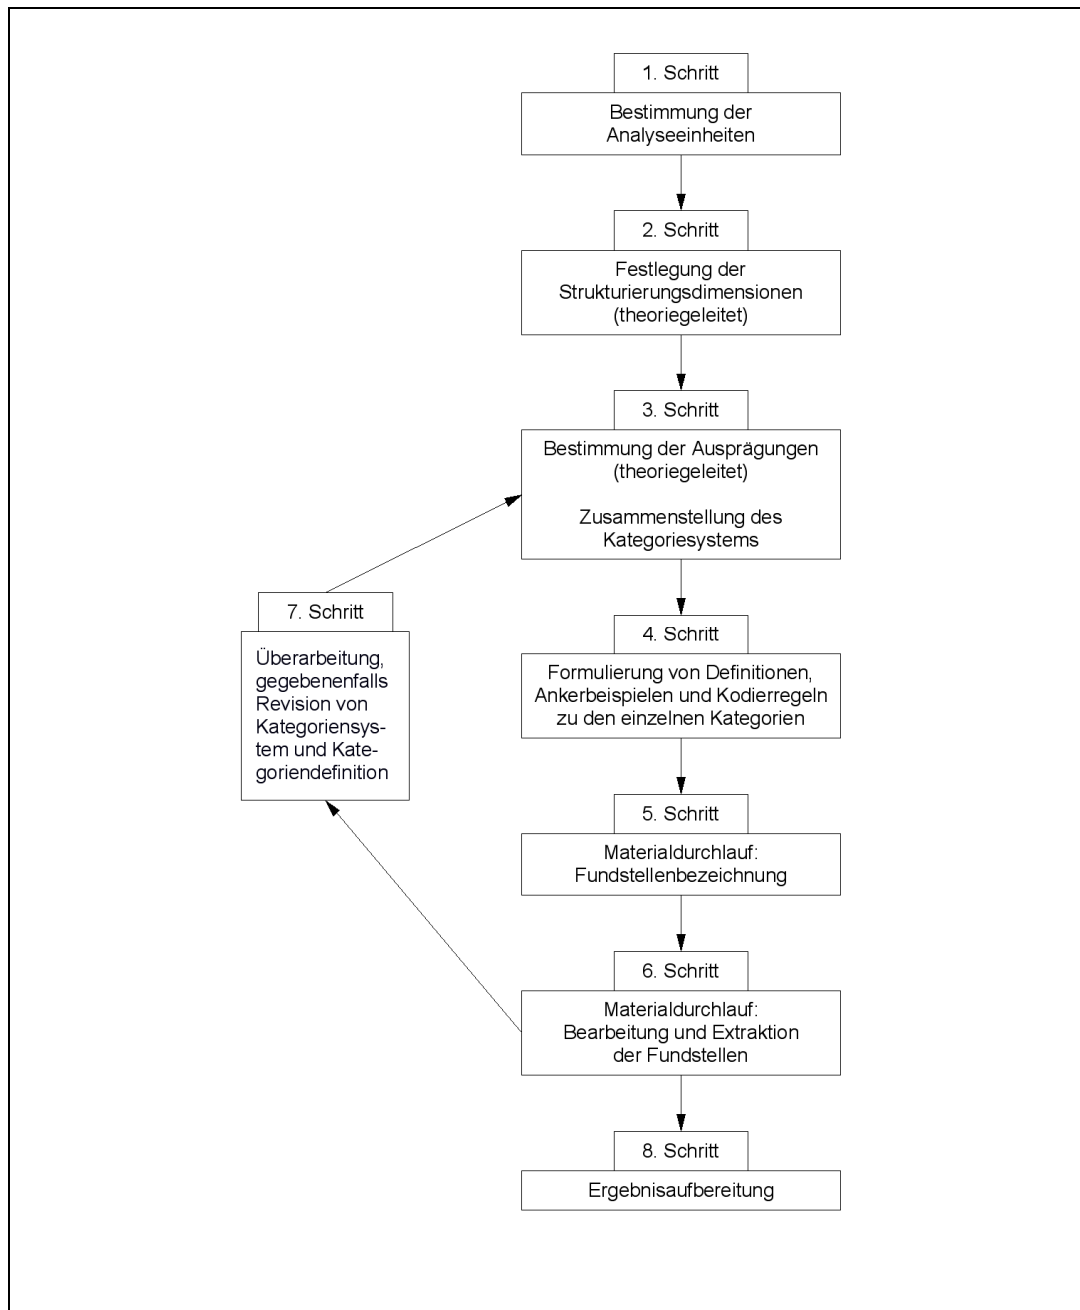 1. Schritt
Bestimmung der
Analyseeinheiten
2. Schritt
Festlegung der
Strukturierungsdimensionen
(theoriegeleitet)
3. Schritt
Bestimmung der Ausprägungen
(theoriegeleitet)
Zusammenstellung des
Kategoriesystems
4. Schritt
Formulierung von Definitionen,
Ankerbeispielen und Kodierregeln
zu den einzelnen Kategorien
5. Schritt
Materialdurchlauf:
Fundstellenbezeichnung
6. Schritt
Materialdurchlauf:
Bearbeitung und Extraktion
der Fundstellen
7. Schritt
Überarbeitung,
gegebenenfalls
Revision von
Kategoriensys-
tem und Kate-
goriendefinition
8. Schritt
Ergebnisaufbereitung